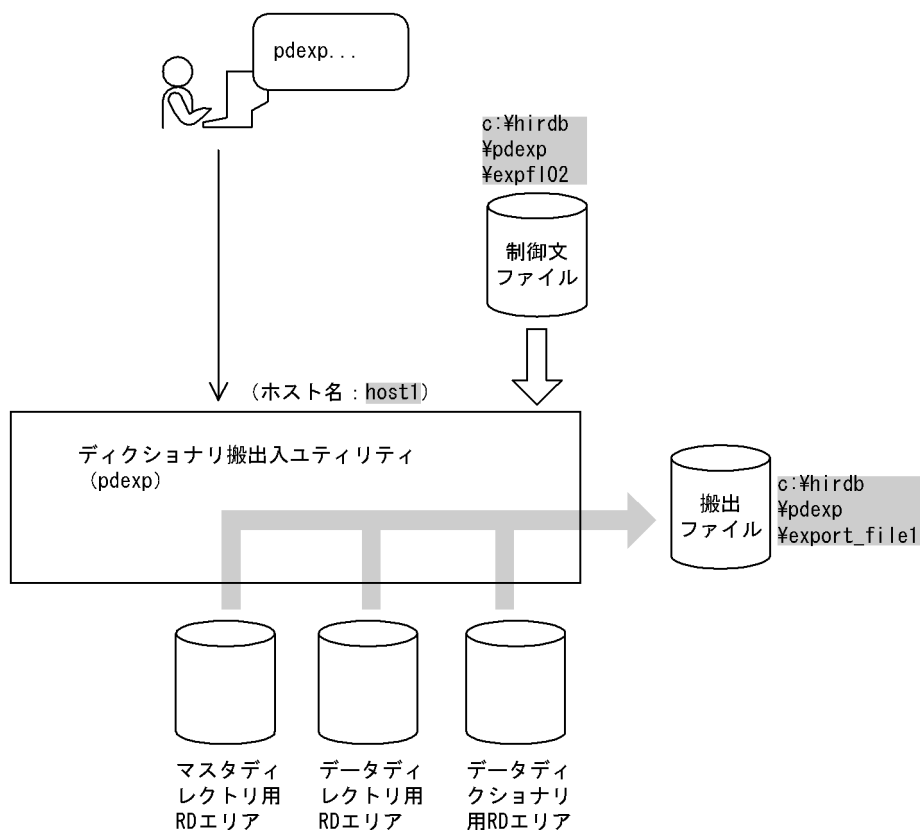 pdexp...
c:¥hirdb
¥pdexp
¥expfl02
制御文
ファイル
(ホスト名：host1)
ディクショナリ搬出入ユティリティ
(pdexp)
搬出
ファイル
c:¥hirdb
¥pdexp
¥export_file1
マスタディ
レクトリ用
RDエリア
データディ
レクトリ用
RDエリア
データディ
クショナリ
用RDエリア